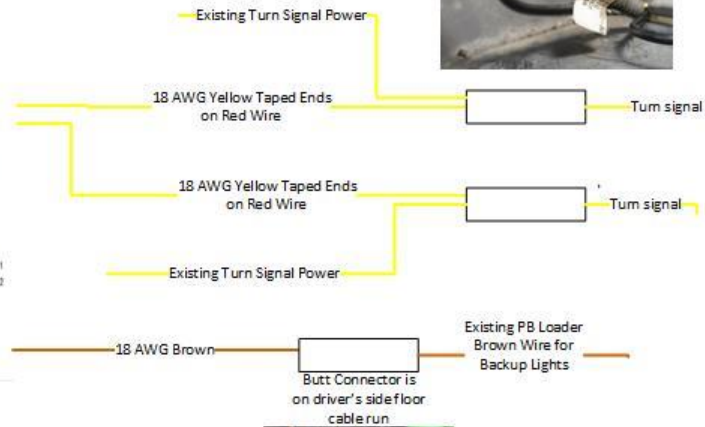 Existing Turn Signal Power
18 AWG Yellow Taped Ends
on Red Wire
Turn signal
18 AWG Yellow Taped Ends
on Red Wire
Turn signal
Existing Turn Signal Power
18 AWG Brown
Existing PB Loader
Brown Wire for
Backup Lights
Butt Connector is
on driver's side floor
cable run